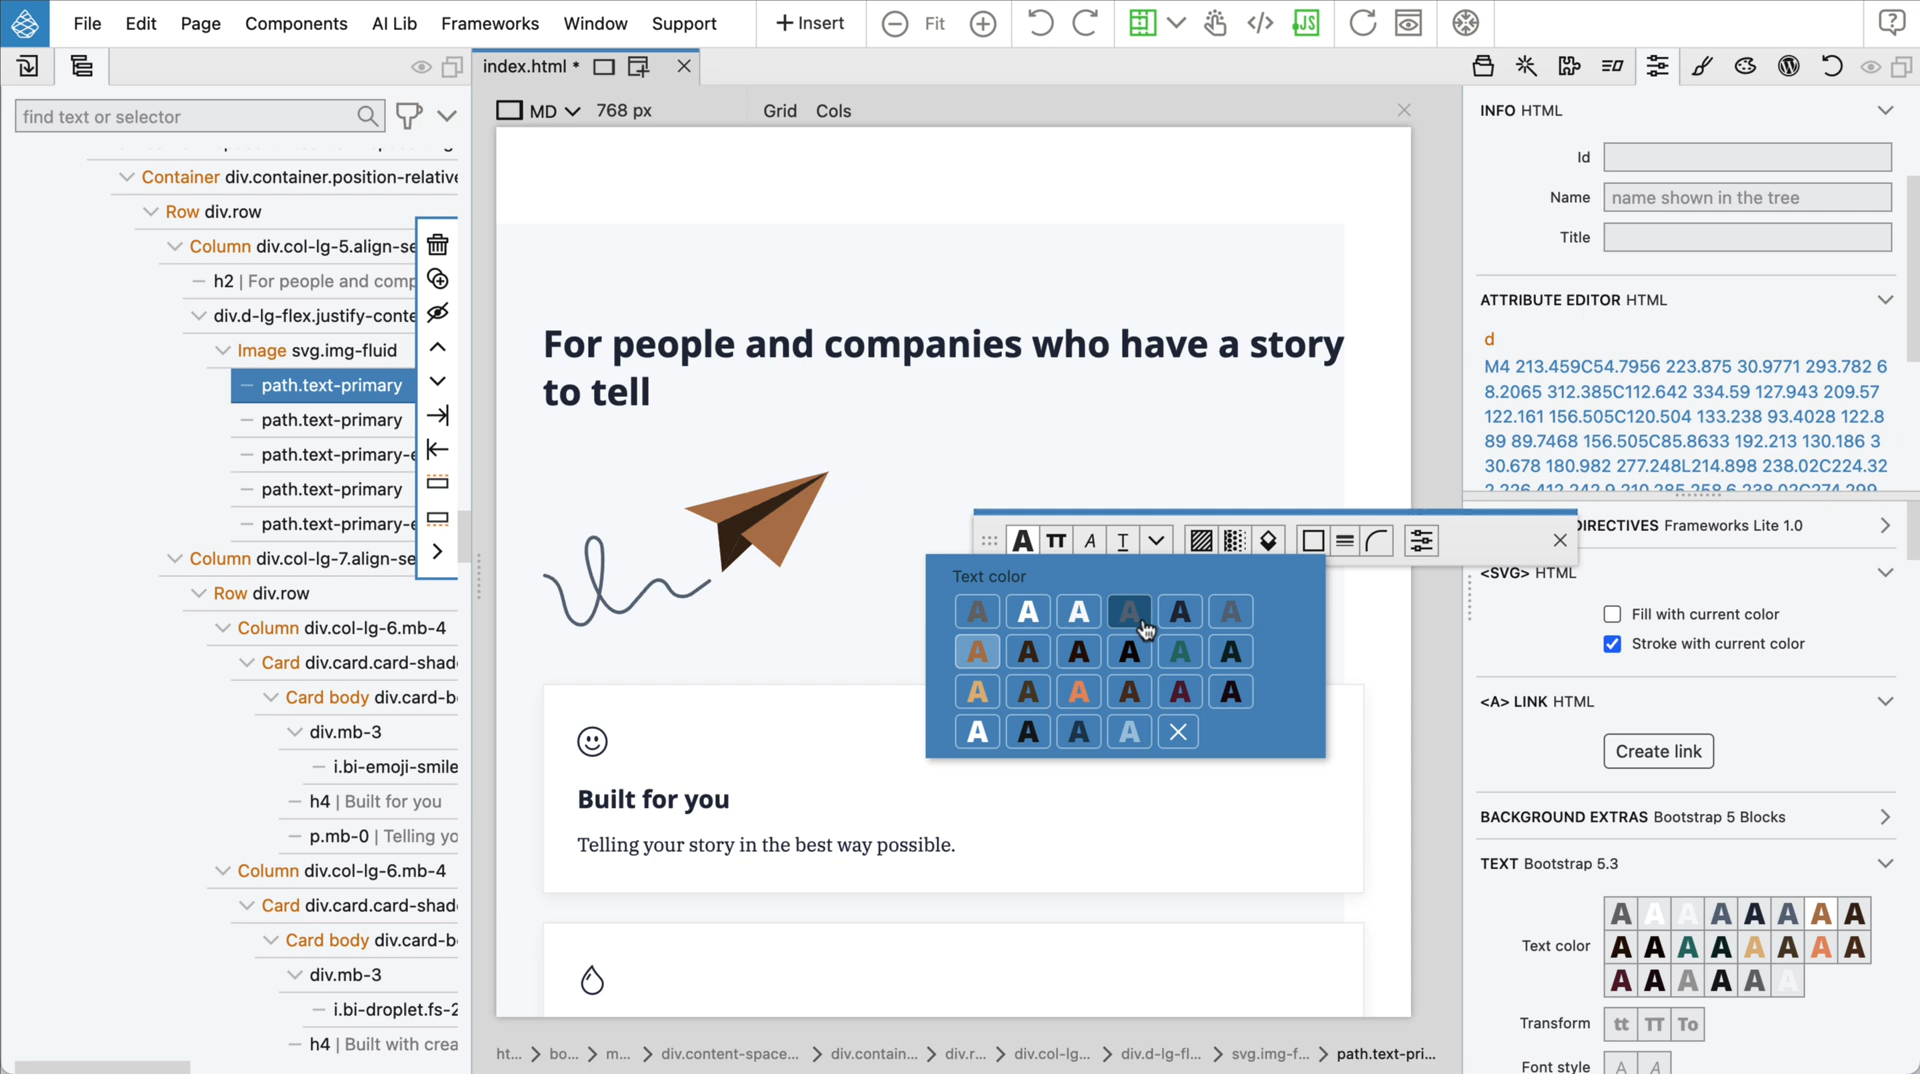 File Edit Page Components AI Lib Frameworks Window Support Insert Fit JS
index.html *
find text or selector
MD 768 px Grid Cols
Container div.container.position-relative
Row div.row
Column div.col-lg-5.align-se
h2 | For people and comp
div.d-lg-flex.justify-conte
Image svg.img-fluid
path.text-primary
path.text-primary
path.text-primary-e
path.text-primary
path.text-primary-e
Column div.col-lg-7.align-se
Row div.row
Column div.col-lg-6.mb-4
Card div.card.card-shad
Card body div.card-b
div.mb-3
i.bi-emoji-smile
h4 | Built for you
p.mb-0 | Telling yo
Column div.col-lg-6.mb-4
Card div.card.card-shad
Card body div.card-b
div.mb-3
i.bi-droplet.fs-2
h4 | Built with crea
For people and companies who have a story
to tell
Text color
A A A A A A
A A A A A A
A A A A A A
A A A A
Built for you
Telling your story in the best way possible.
ht... bo... m... div.content-space... div.contain... div.r... div.col-lg... div.d-lg-fl... svg.img-f... path.text-pri...
INFO HTML
Id
Name name shown in the tree
Title
ATTRIBUTE EDITOR HTML
d
M4 213.459C54.7956 223.875 30.9771 293.782 6
8.2065 312.385C112.642 334.59 127.943 209.57
122.161 156.505C120.504 133.238 93.4028 122.8
89 89.7468 156.505C85.8633 192.213 130.186 3
30.678 180.982 277.248L214.898 238.02C224.32
DIRECTIVES Frameworks Lite 1.0
<SVG> HTML
Fill with current color
Stroke with current color
<A> LINK HTML
Create link
BACKGROUND EXTRAS Bootstrap 5 Blocks
TEXT Bootstrap 5.3
A A A A A A A A
Text color A A A A A A A A
A A A A A A
Transform tt TT To
Font style A A